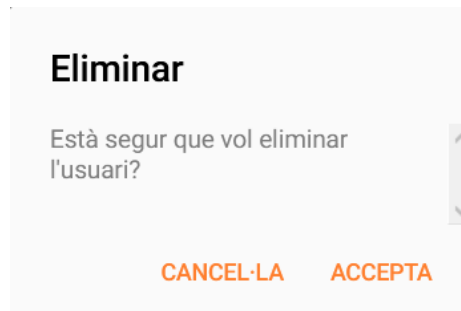 Eliminar
Està segur que vol eliminar
l'usuari?
CANCEL·LA ACCEPTA